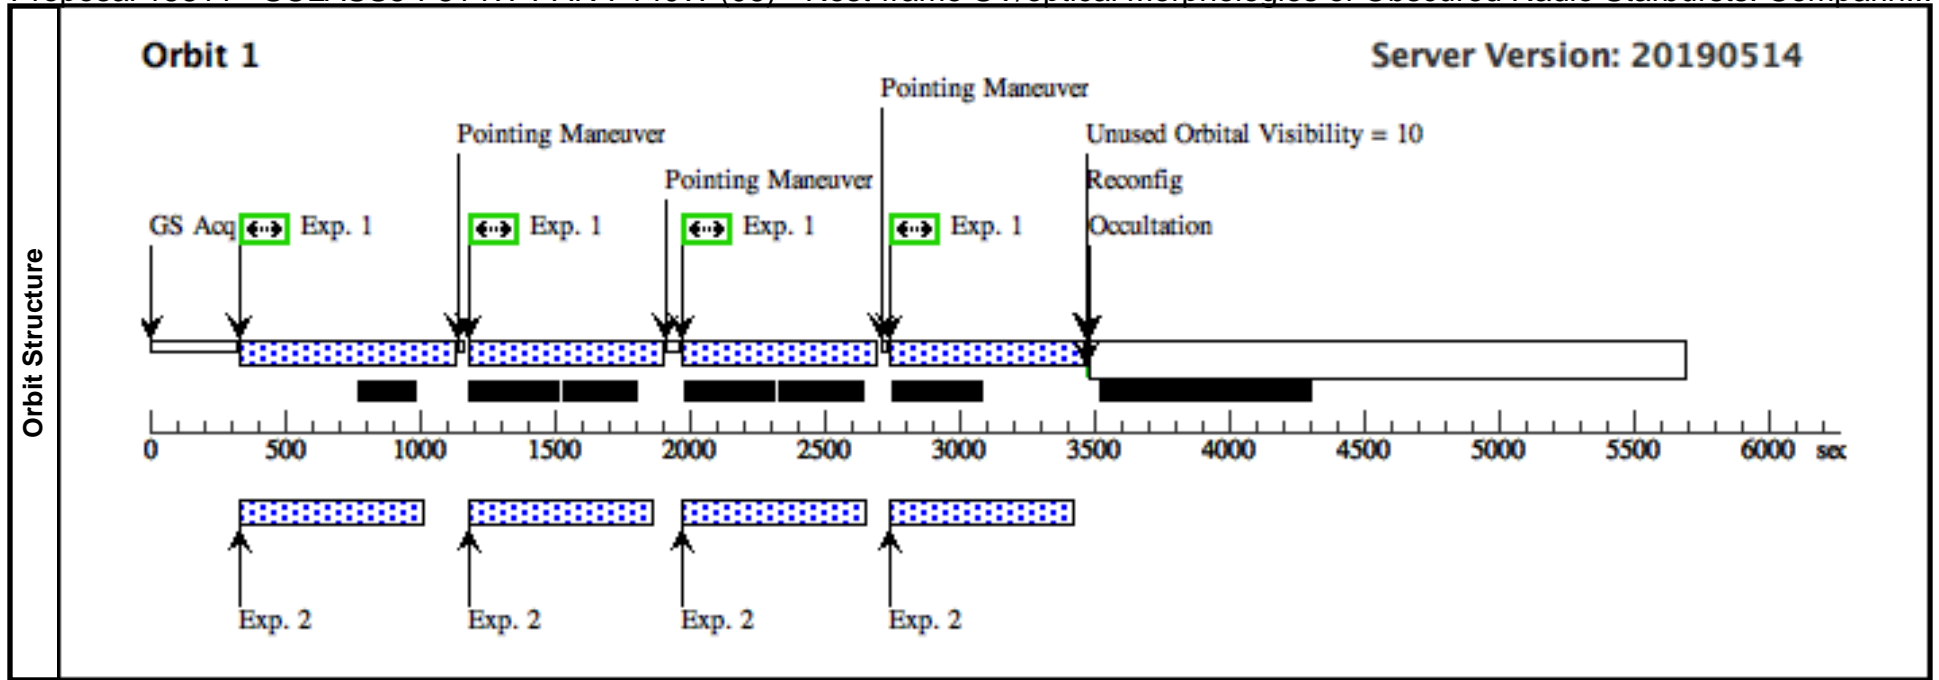 Orbit 1
Server Version: 20190514
Pointing Maneuver
Pointing Maneuver
Unused Orbital Visibility = 10
Pointing Maneuver
Reconfig
GS Acq
Exp. 1
Exp. 1
Exp. 1
Exp. 1
Occultation
Orbit Structure
0 500 1000 1500 2000 2500 3000 3500 4000 4500 5000 5500 6000 sec
Exp. 2
Exp. 2
Exp. 2
Exp. 2